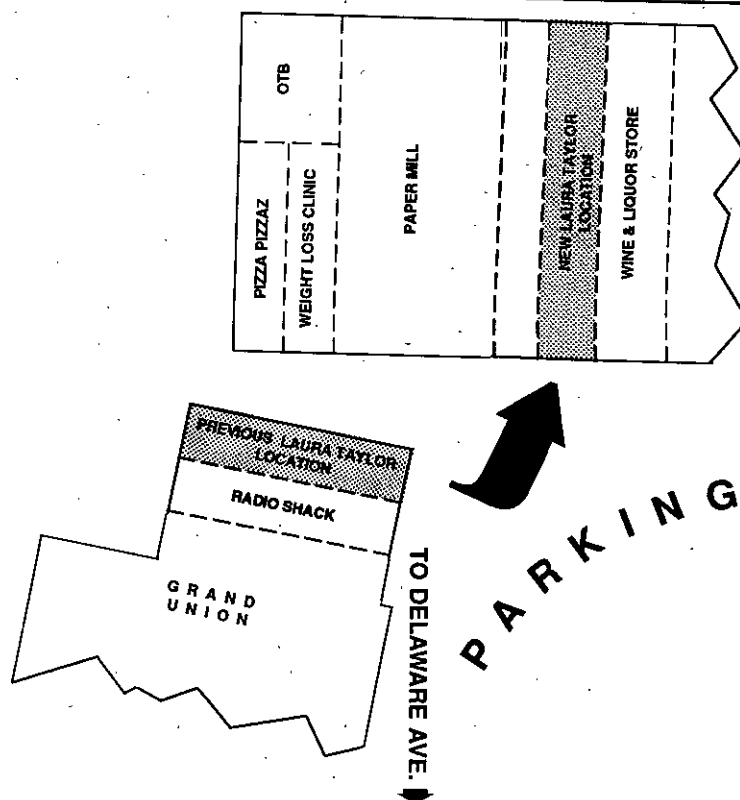 OTB
PIZZA PIZZAZ
WEIGHT LOSS CLINIC
PAPER MILL
NEW LAURA TAYLOR
LOCATION
WINE & LIQUOR STORE
PREVIOUS LAURA TAYLOR
LOCATION
RADIO SHACK
GRAND
UNION
TO DELAWARE AVE.
PARKING